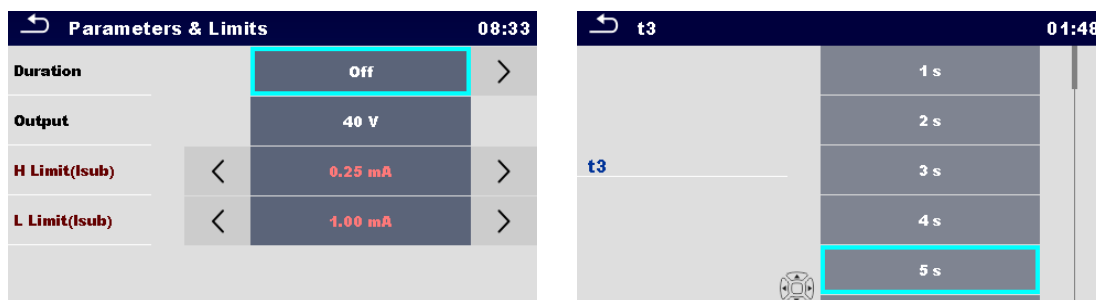 Parameters & Limits 08:33
Duration Off
Output 40 V
H Limit(Isub) 0.25 mA
L Limit(Isub) 1.00 mA
t3 01:48
1 s
2 s
t3 3 s
4 s
5 s